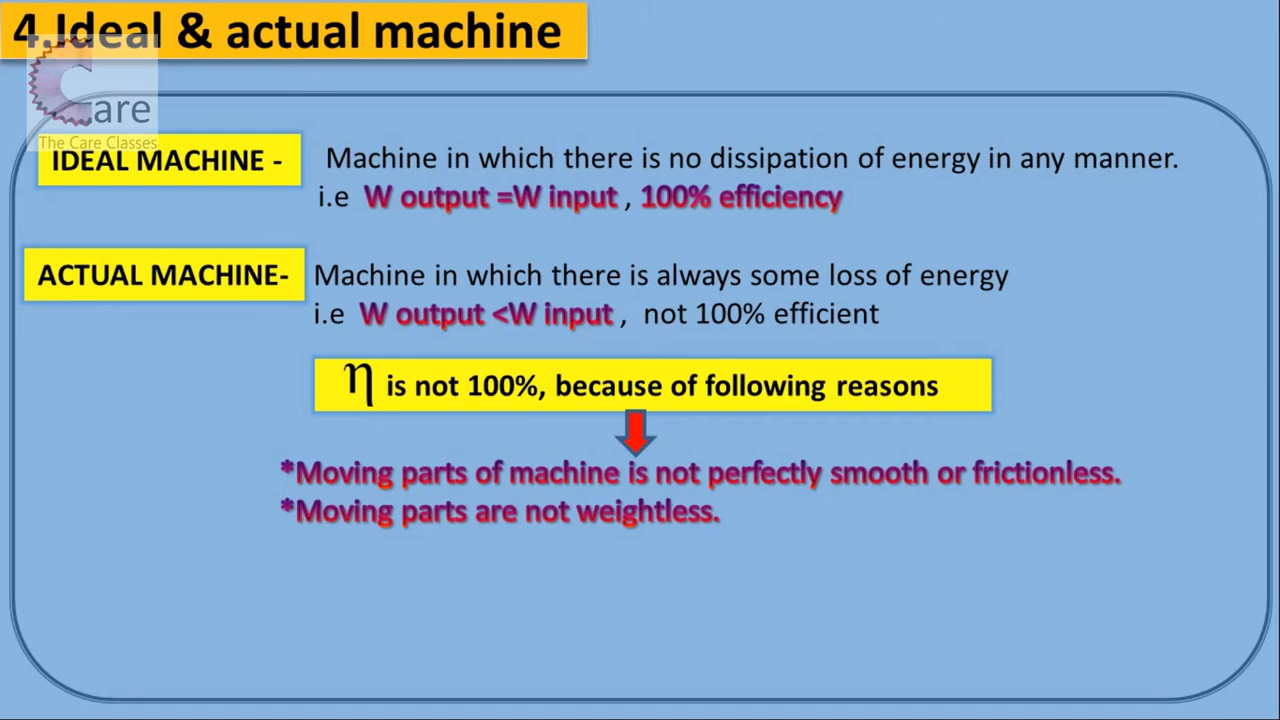 4.Ideal & actual machine
Care
The Care Classes
IDEAL MACHINE - Machine in which there is no dissipation of energy in any manner.
i.e W output =W input , 100% efficiency
ACTUAL MACHINE- Machine in which there is always some loss of energy
i.e W output <W input , not 100% efficient
η is not 100%, because of following reasons
*Moving parts of machine is not perfectly smooth or frictionless.
*Moving parts are not weightless.